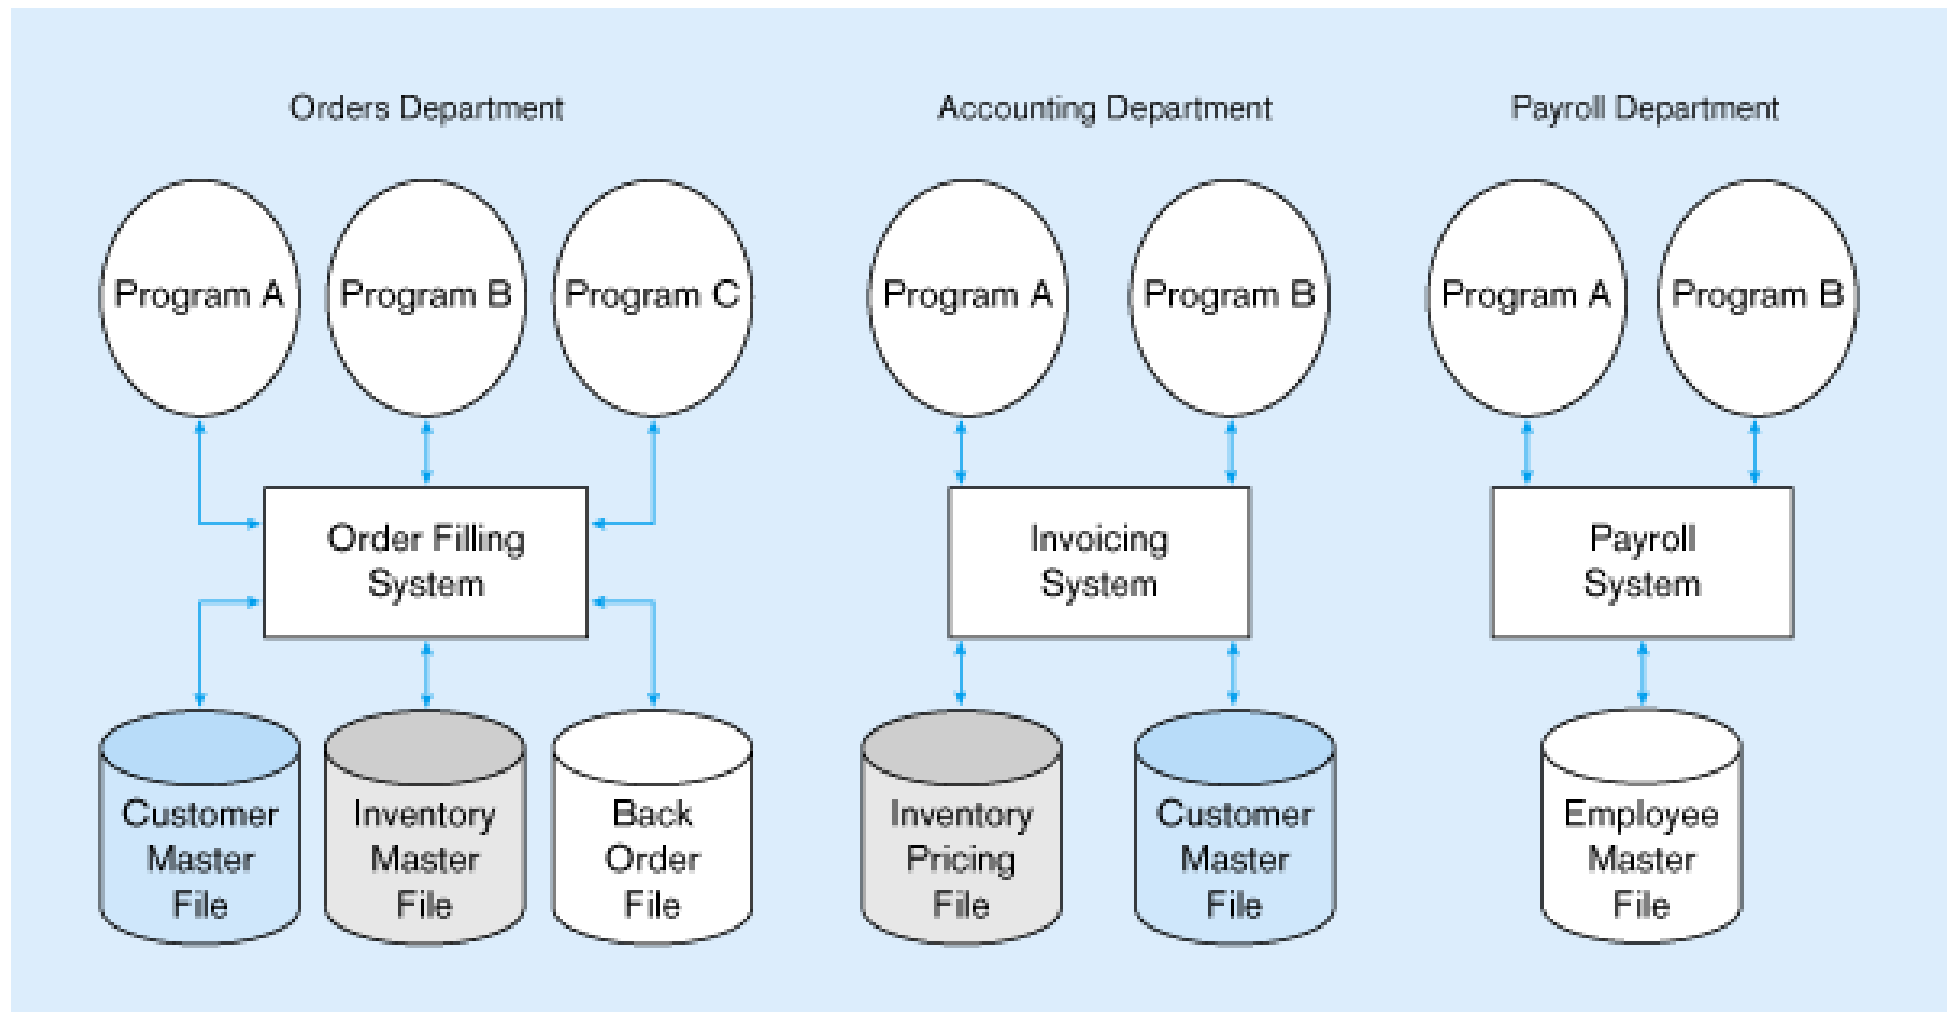 Orders Department
Accounting Department
Payroll Department
Program A
Program B
Program C
Program A
Program B
Program A
Program B
Order Filling
System
Invoicing
System
Payroll
System
Customer
Master
File
Inventory
Master
File
Back
Order
File
Inventory
Pricing
File
Customer
Master
File
Employee
Master
File